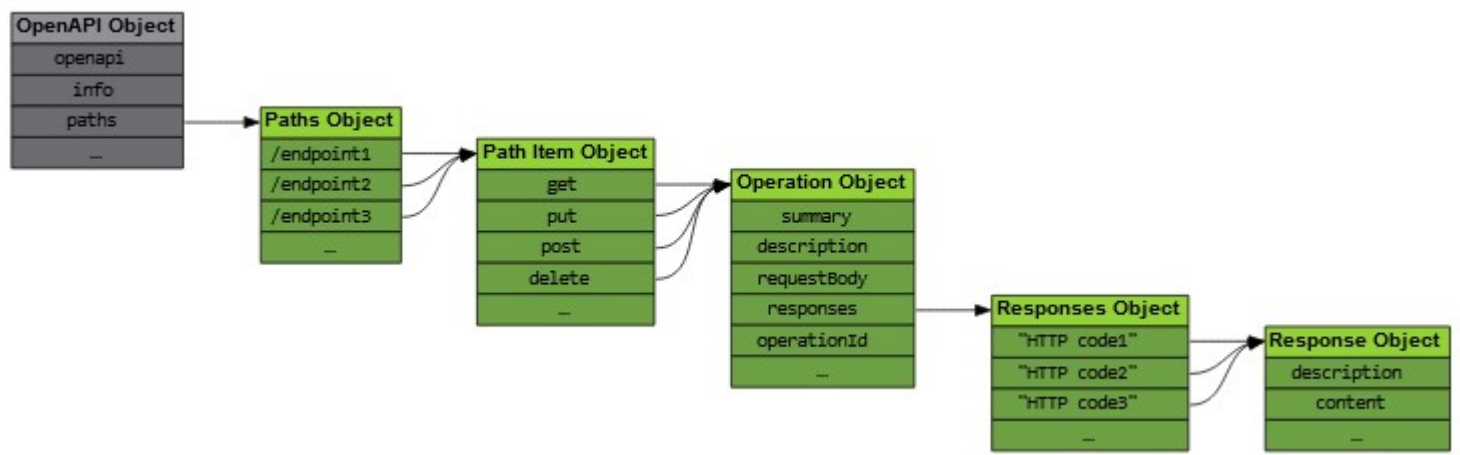 OpenAPI Object
openapi
info
paths
…
Paths Object
/endpoint1
/endpoint2
/endpoint3
…
Path Item Object
get
put
post
delete
…
Operation Object
summary
description
requestBody
responses
operationId
…
Responses Object
"HTTP code1"
"HTTP code2"
"HTTP code3"
…
Response Object
description
content
…